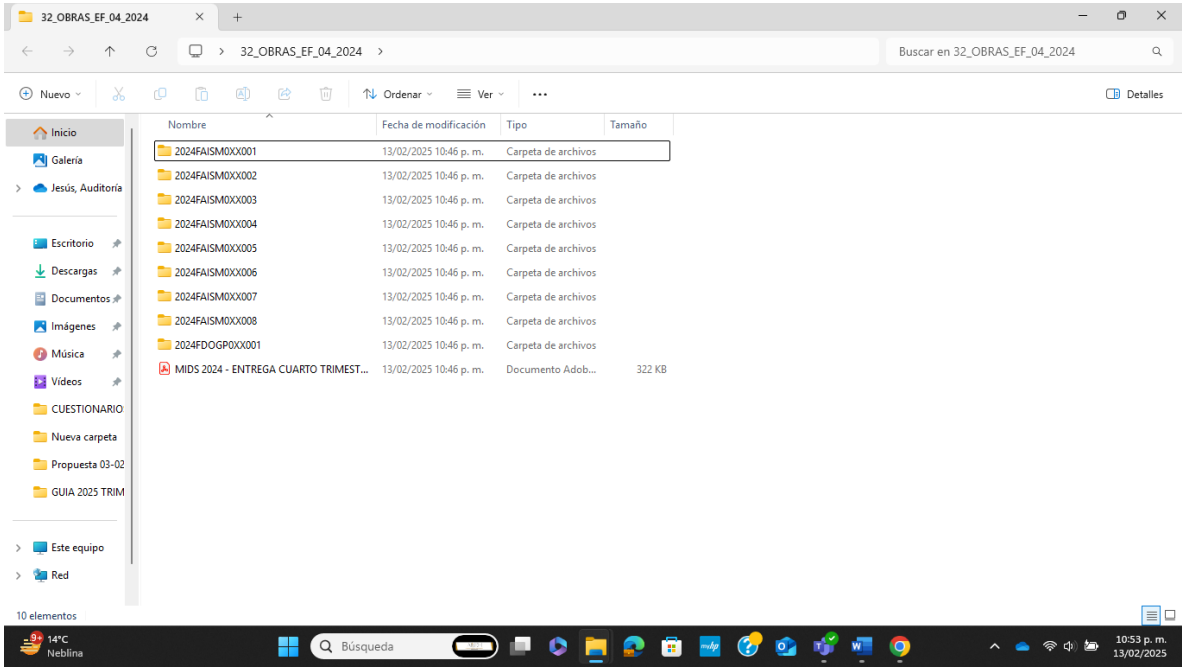 32_OBRAS_EF_04_2024
32_OBRAS_EF_04_2024
Buscar en 32_OBRAS_EF_04_2024
Nuevo
Ordenar
Ver
Detalles
Inicio
Galería
Jesús, Auditoría
Escritorio
Descargas
Documentos
Imágenes
Música
Vídeos
CUESTIONARIO
Nueva carpeta
Propuesta 03-02
GUIA 2025 TRIM
Este equipo
Red
Nombre Fecha de modificación Tipo Tamaño
2024FAISM0XX001 13/02/2025 10:46 p. m. Carpeta de archivos
2024FAISM0XX002 13/02/2025 10:46 p. m. Carpeta de archivos
2024FAISM0XX003 13/02/2025 10:46 p. m. Carpeta de archivos
2024FAISM0XX004 13/02/2025 10:46 p. m. Carpeta de archivos
2024FAISM0XX005 13/02/2025 10:46 p. m. Carpeta de archivos
2024FAISM0XX006 13/02/2025 10:46 p. m. Carpeta de archivos
2024FAISM0XX007 13/02/2025 10:46 p. m. Carpeta de archivos
2024FAISM0XX008 13/02/2025 10:46 p. m. Carpeta de archivos
2024FDOGP0XX001 13/02/2025 10:46 p. m. Carpeta de archivos
MIDS 2024 - ENTREGA CUARTO TRIMEST... 13/02/2025 10:46 p. m. Documento Adob... 322 KB
10 elementos
9+
14°C
Neblina
Búsqueda
myhp
10:53 p. m.
13/02/2025